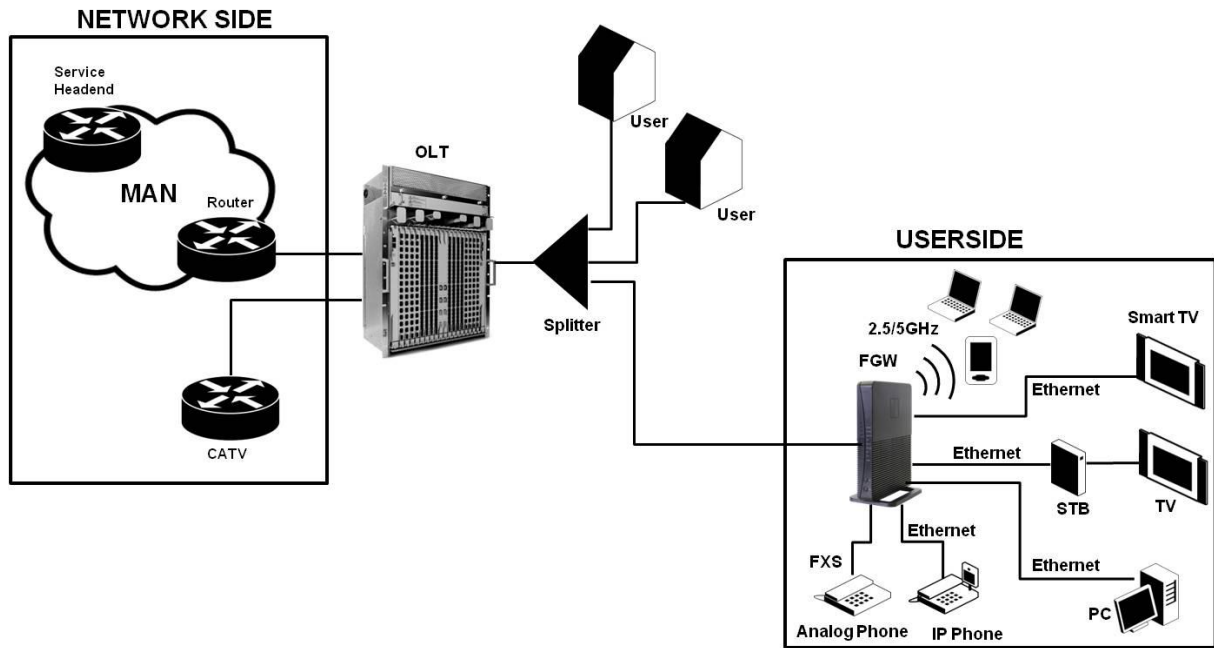 NETWORK SIDE
Service
Headend
MAN
Router
CATV
OLT
Splitter
User
User
USERSIDE
2.5/5GHz
FGW
Smart TV
Ethernet
Ethernet
STB
TV
Ethernet
Ethernet
FXS
PC
Analog Phone
IP Phone